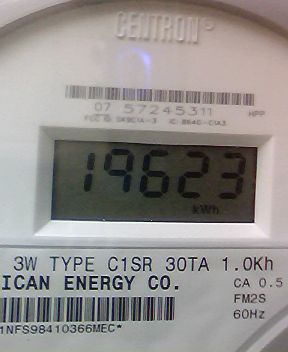 CENTRON®
07 57245311 HPP
19623
kWh
3W TYPE C1SR 30TA 1.0Kh
ICAN ENERGY CO. CA 0.5
FM2S
60Hz
1NFS98410366MEC*